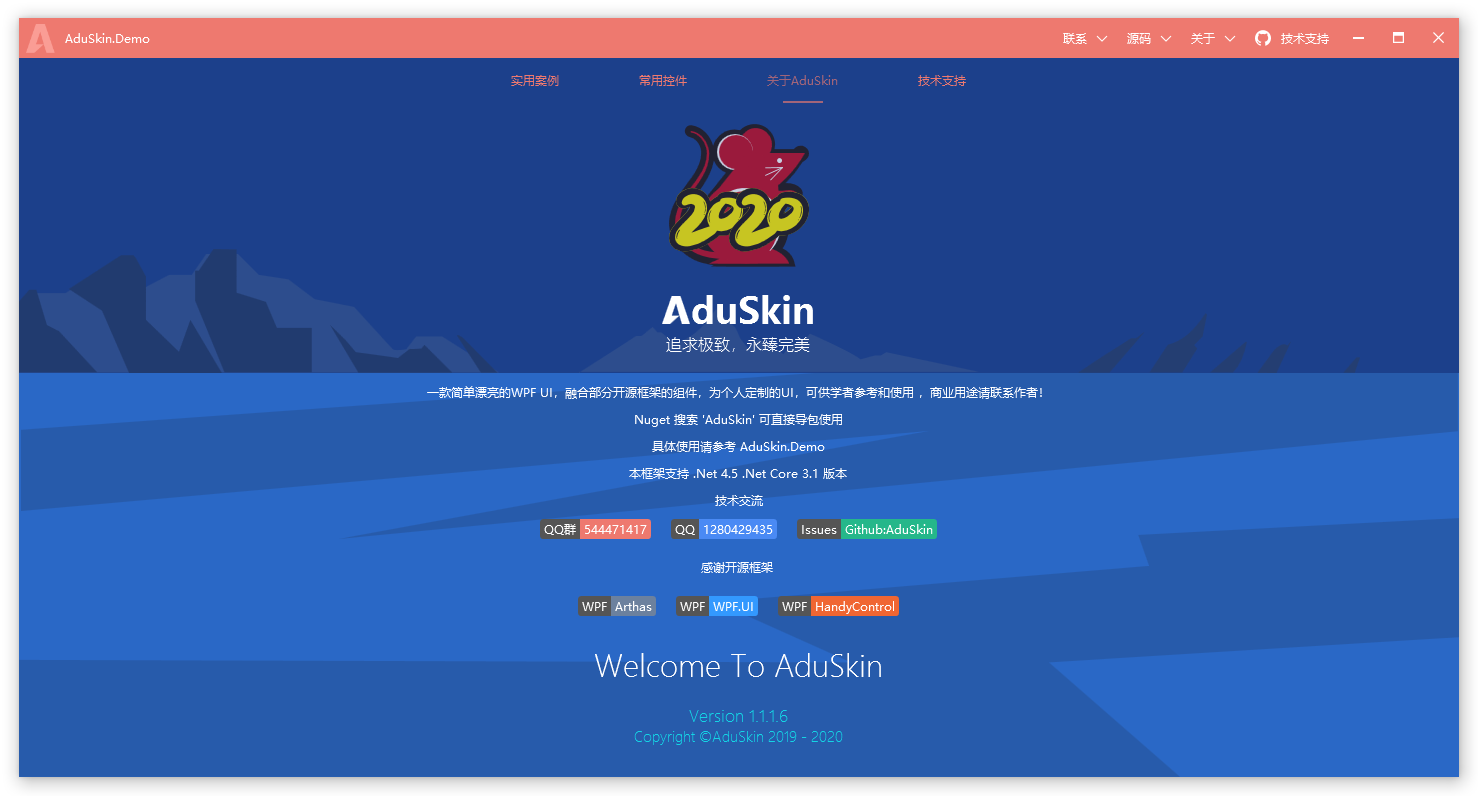 AduSkin.Demo 联系 源码 关于 技术支持
实用案例 常用控件 关于AduSkin 技术支持
2020
AduSkin
追求极致，永臻完美
一款简单漂亮的WPF UI，融合部分开源框架的组件，为个人定制的UI，可供学者参考和使用 ，商业用途请联系作者！
Nuget 搜索 'AduSkin' 可直接导包使用
具体使用请参考 AduSkin.Demo
本框架支持 .Net 4.5 .Net Core 3.1 版本
技术交流
QQ群 544471417 QQ 1280429435 Issues Github:AduSkin
感谢开源框架
WPF Arthas WPF WPF.UI WPF HandyControl
Welcome To AduSkin
Version 1.1.1.6
Copyright ©AduSkin 2019 - 2020